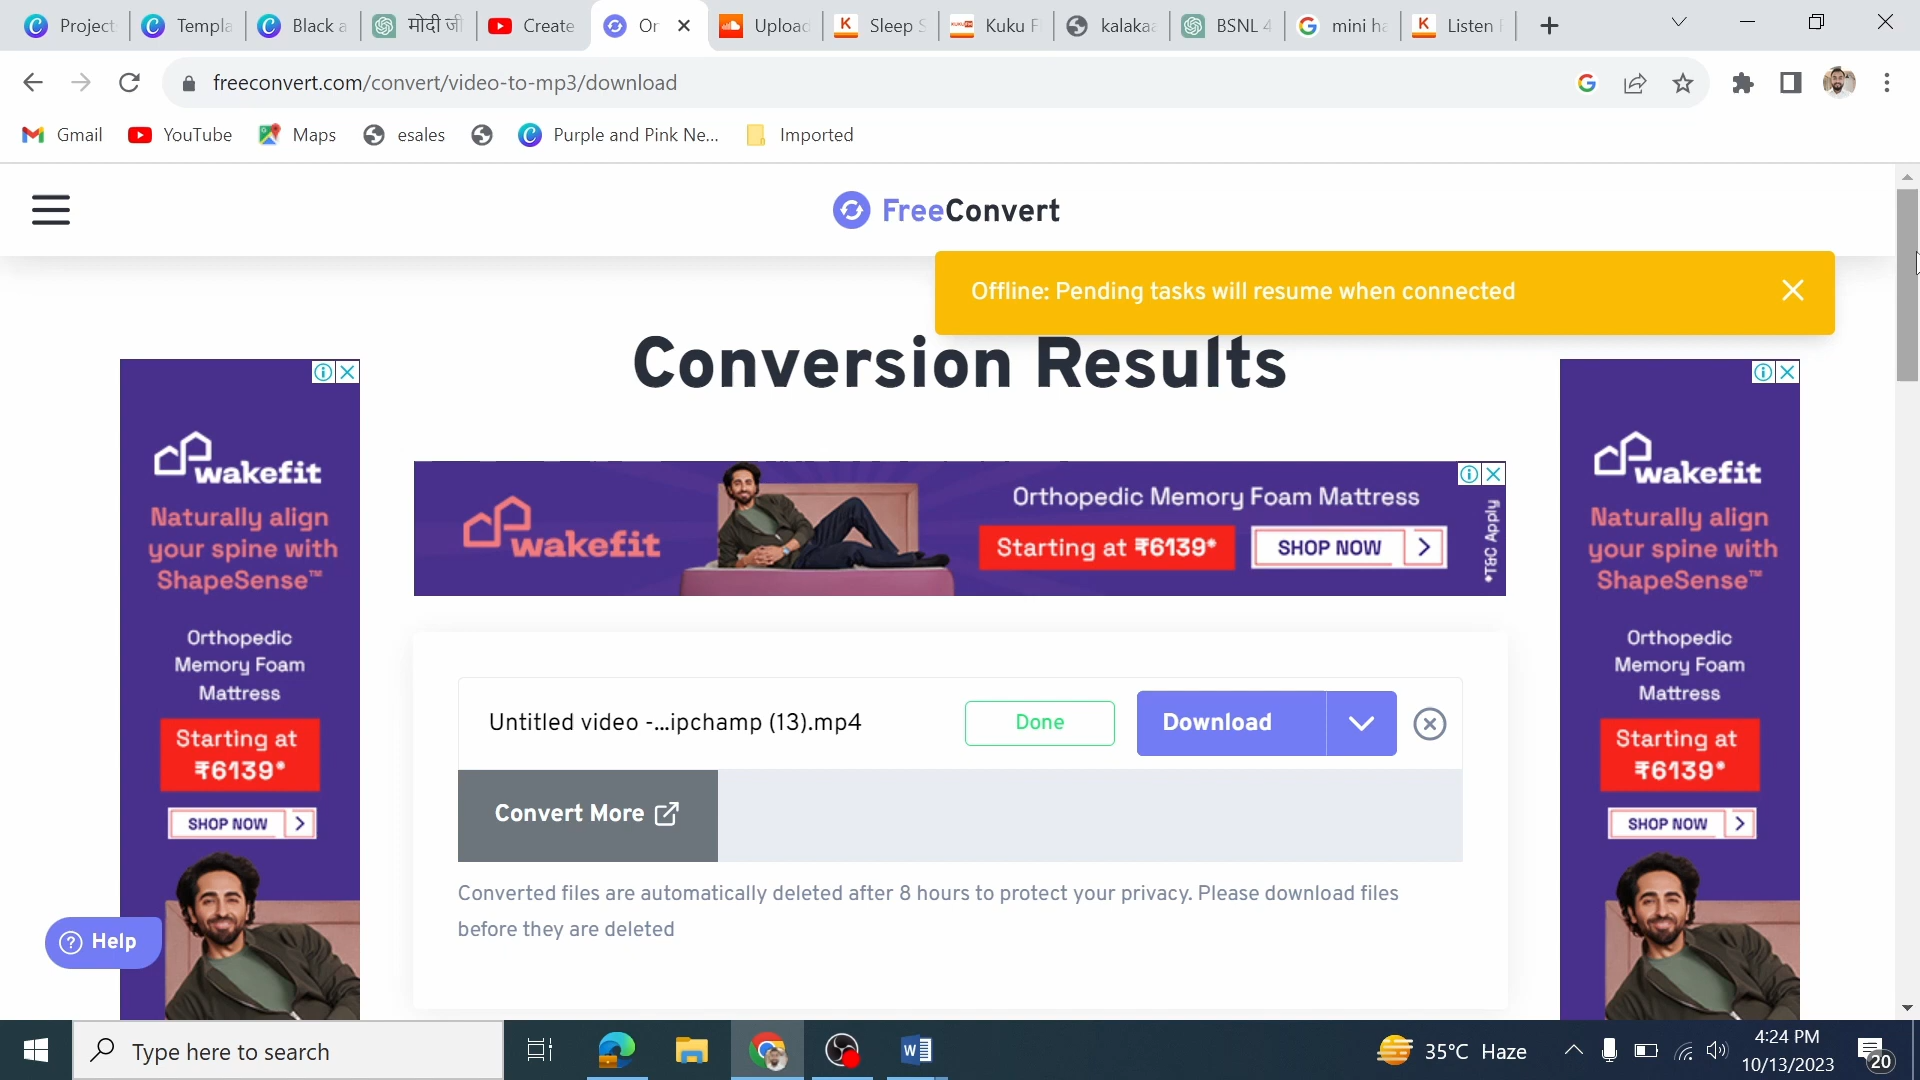 Project
Templa
Black a
मोदी जी
Create
Or
Upload
Sleep S
Kuku F
kalakaa
BSNL 4
mini ha
Listen
freeconvert.com/convert/video-to-mp3/download
Gmail
YouTube
Maps
esales
Purple and Pink Ne...
Imported
FreeConvert
Offline: Pending tasks will resume when connected
Conversion Results
wakefit
Naturally align
your spine with
ShapeSense™
Orthopedic
Memory Foam
Mattress
Starting at
₹6139*
SHOP NOW
wakefit
Orthopedic Memory Foam Mattress
Starting at ₹6139*
SHOP NOW
*T&C Apply
wakefit
Naturally align
your spine with
ShapeSense™
Orthopedic
Memory Foam
Mattress
Starting at
₹6139*
SHOP NOW
Untitled video -...ipchamp (13).mp4
Done
Download
Convert More
Converted files are automatically deleted after 8 hours to protect your privacy. Please download files
before they are deleted
Help
Type here to search
35°C Haze
4:24 PM
10/13/2023
20